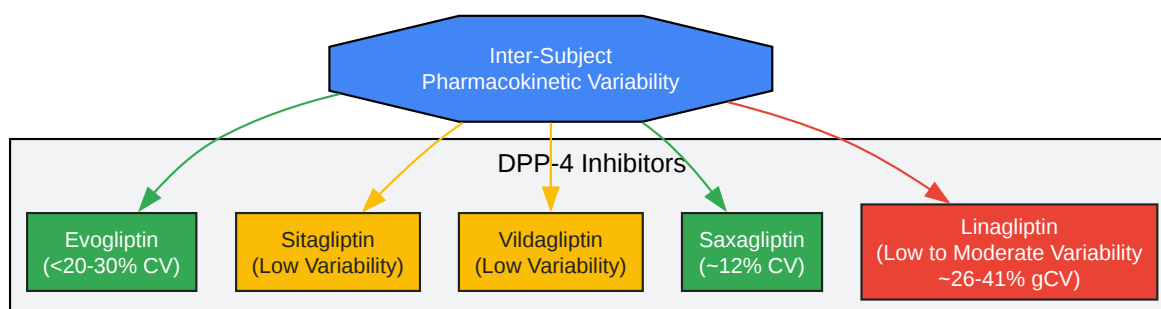 Inter-Subject
Pharmacokinetic Variability
DPP-4 Inhibitors
Evogliptin
(<20-30% CV)
Sitagliptin
(Low Variability)
Vildagliptin
(Low Variability)
Saxagliptin
(~12% CV)
Linagliptin
(Low to Moderate Variability
~26-41% gCV)